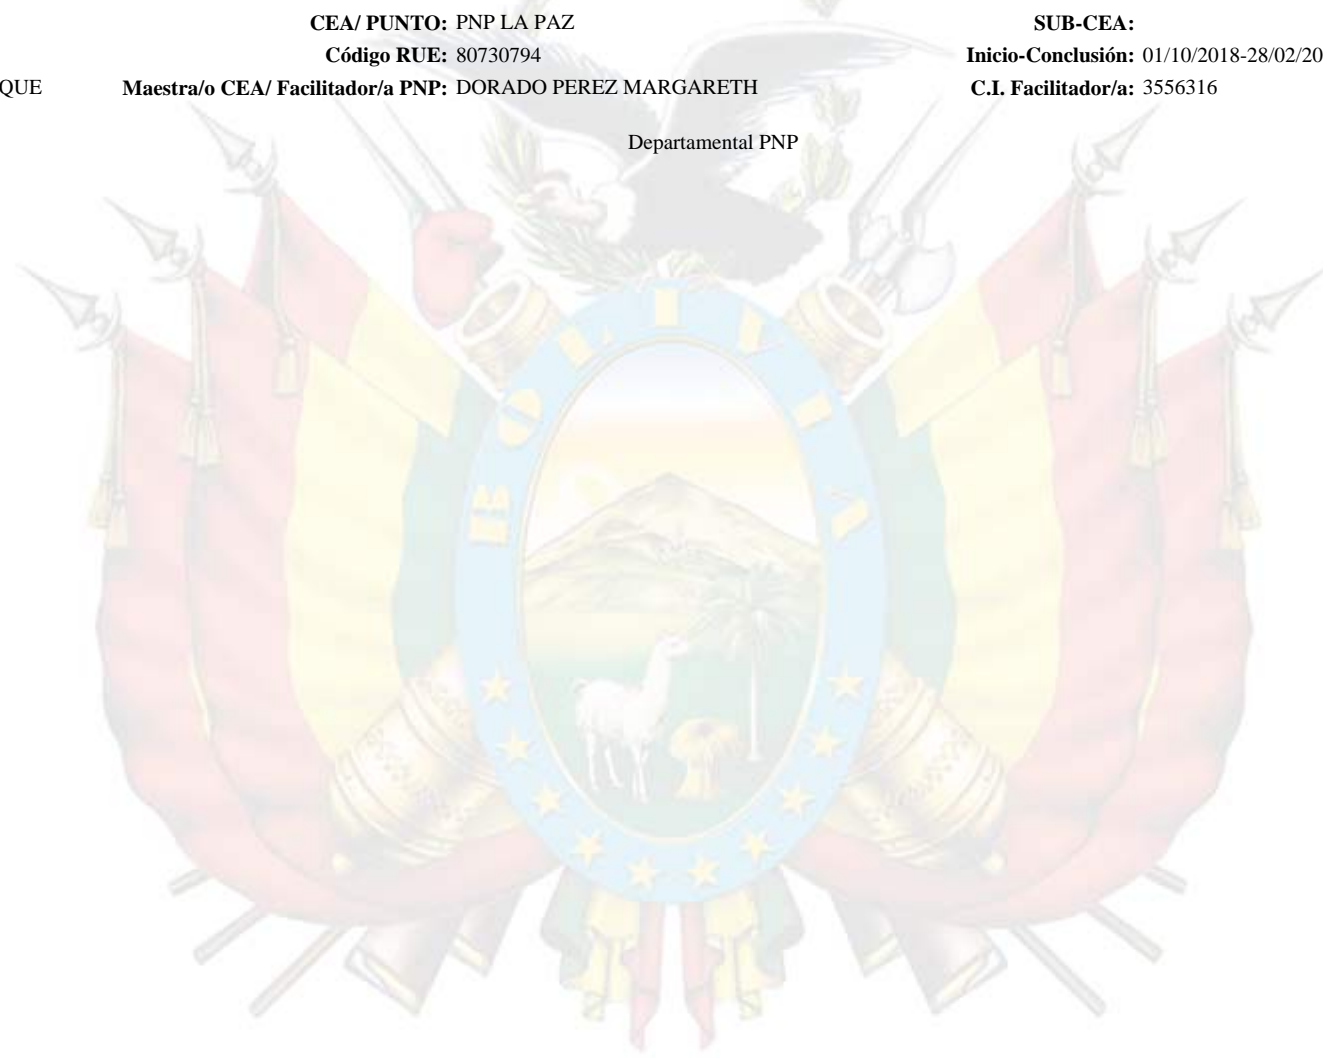 CEA/ PUNTO: PNP LA PAZ SUB-CEA:
Código RUE: 80730794 Inicio-Conclusión: 01/10/2018-28/02/20
QUE Maestra/o CEA/ Facilitador/a PNP: DORADO PEREZ MARGARETH C.I. Facilitador/a: 3556316
Departamental PNP
BOLIVIA